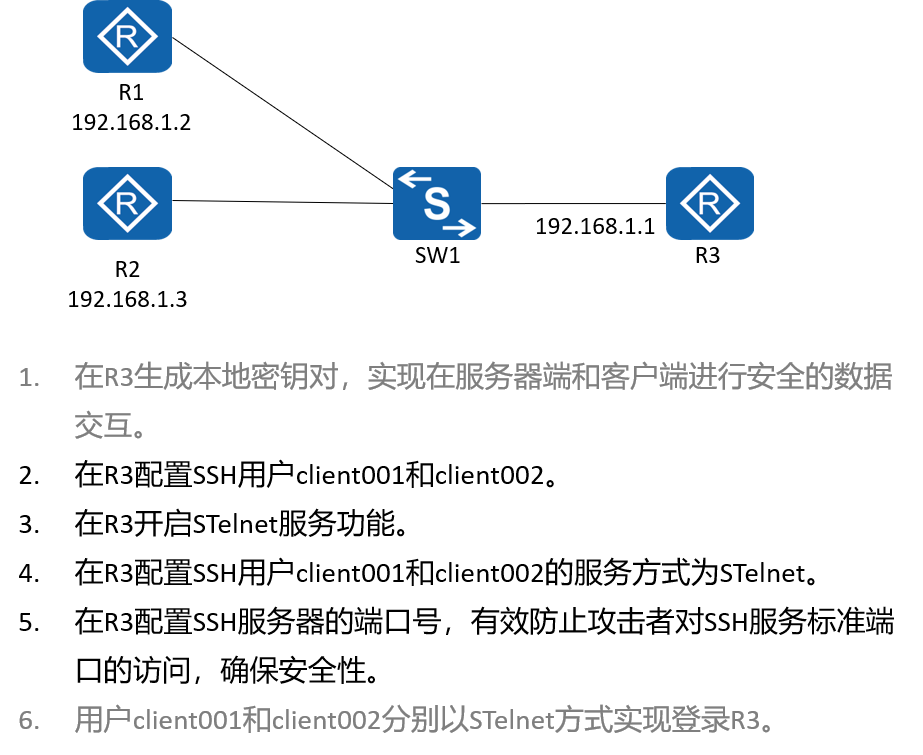 R
R1
192.168.1.2
R
S
R
192.168.1.1
SW1
R3
R2
192.168.1.3
1. 在R3生成本地密钥对，实现在服务器端和客户端进行安全的数据
交互。
2. 在R3配置SSH用户client001和client002。
3. 在R3开启STelnet服务功能。
4. 在R3配置SSH用户client001和client002的服务方式为STelnet。
5. 在R3配置SSH服务器的端口号，有效防止攻击者对SSH服务标准端
口的访问，确保安全性。
6. 用户client001和client002分别以STelnet方式实现登录R3。